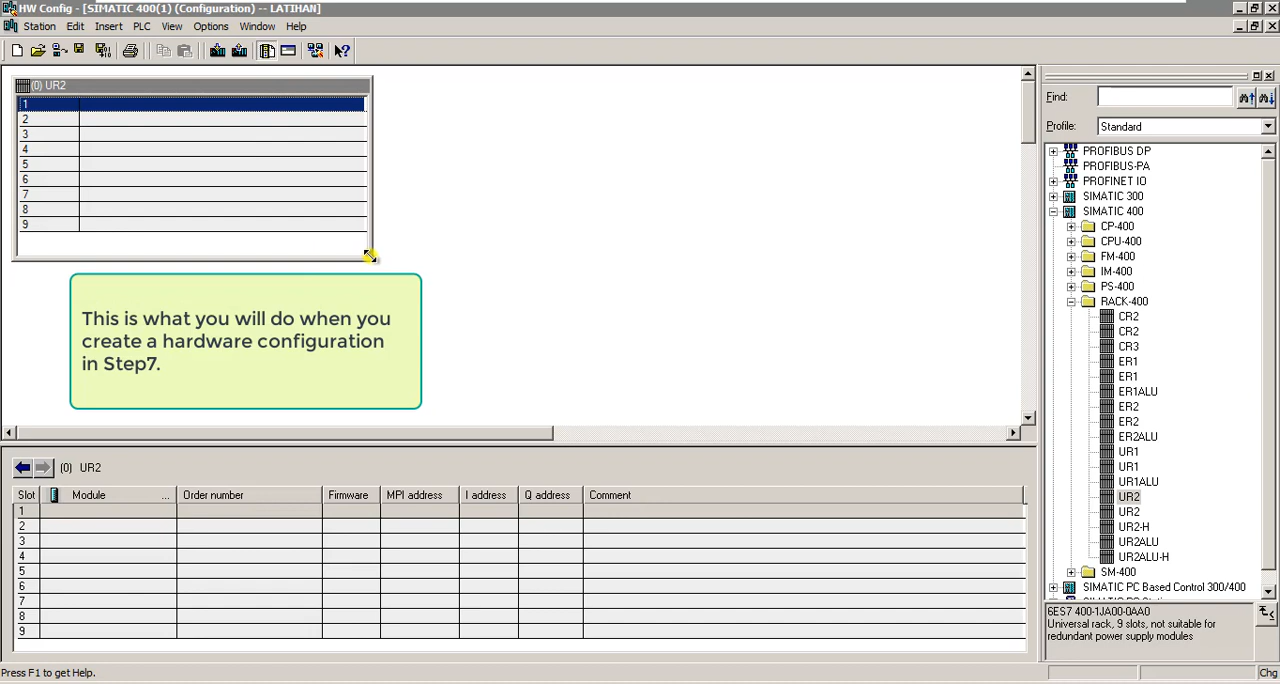 HW Config - [SIMATIC 400(1) (Configuration) -- LATIHAN]
Station Edit Insert PLC View Options Window Help
(0) UR2
1
2
3
4
5
6
7
8
9
This is what you will do when you
create a hardware configuration
in Step7.
Find:
Profile: Standard
PROFIBUS DP
PROFIBUS-PA
PROFINET IO
SIMATIC 300
SIMATIC 400
CP-400
CPU-400
FM-400
IM-400
PS-400
RACK-400
CR2
CR2
CR3
ER1
ER1
ER1ALU
ER2
ER2
ER2ALU
UR1
UR1
UR1ALU
UR2
UR2
UR2-H
UR2ALU
UR2ALU-H
SM-400
SIMATIC PC Based Control 300/400
6ES7 400-1JA00-0AA0
Universal rack, 9 slots, not suitable for
redundant power supply modules
(0) UR2
Slot Module ... Order number Firmware MPI address I address Q address Comment
1
2
3
4
5
6
7
8
9
Press F1 to get Help.
Chg